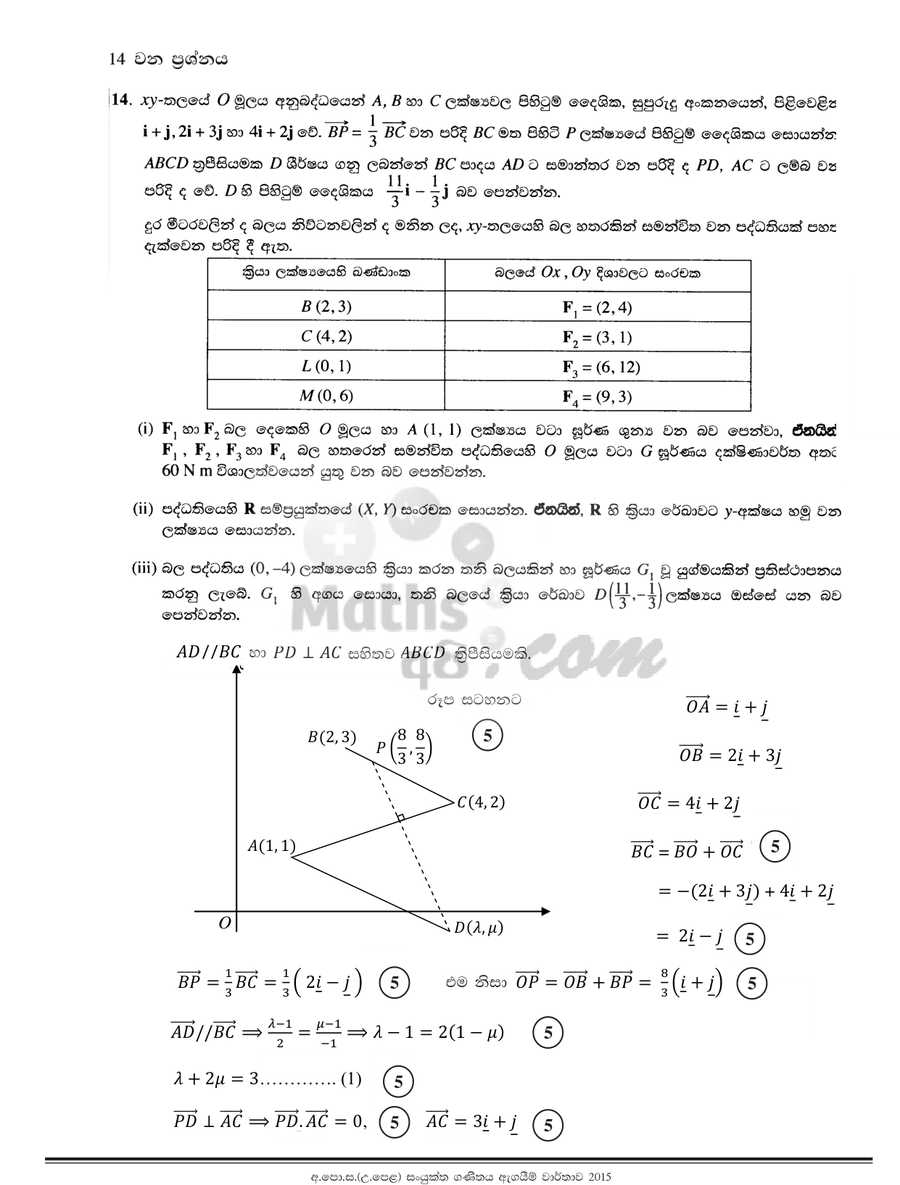 14 වන ප්‍රශ්නය
14. xy-තලයේ O මූලය අනුබද්ධයෙන් A, B හා C ලක්ෂ්‍යවල පිහිටුම් දෛශික, සුපුරුදු අංකනයෙන්, පිළිවෙළින්
i + j, 2i + 3j හා 4i + 2j වේ. BP = 1/3 BC වන පරිදි BC මත පිහිටි P ලක්ෂ්‍යයේ පිහිටුම් දෛශිකය සොයන්න.
ABCD ත්‍රපීසියමක D ශීර්ෂය ගනු ලබන්නේ BC පාදය AD ට සමාන්තර වන පරිදි ද PD, AC ට ලම්බ වන
පරිදි ද වේ. D හි පිහිටුම් දෛශිකය 11/3 i − 1/3 j බව පෙන්වන්න.
දුර මීටරවලින් ද බලය නිව්ටනවලින් ද මනින ලද, xy-තලයෙහි බල හතරකින් සමන්විත වන පද්ධතියක් පහත
දැක්වෙන පරිදි දී ඇත.
ක්‍රියා ලක්ෂ්‍යයෙහි ඛණ්ඩාංක	බලයේ Ox , Oy දිශාවලට සංරචක
B (2, 3)	F₁ = (2, 4)
C (4, 2)	F₂ = (3, 1)
L (0, 1)	F₃ = (6, 12)
M (0, 6)	F₄ = (9, 3)
(i) F₁ හා F₂ බල දෙකෙහි O මූලය හා A (1, 1) ලක්ෂ්‍යය වටා ඝූර්ණ ශුන්‍ය වන බව පෙන්වා, ඒනයින්
F₁ , F₂ , F₃ හා F₄ බල හතරෙන් සමන්විත පද්ධතියෙහි O මූලය වටා G ඝූර්ණය දක්ෂිණාවර්ත අතට
60 N m විශාලත්වයෙන් යුතු වන බව පෙන්වන්න.
(ii) පද්ධතියෙහි R සම්ප්‍රයුක්තයේ (X, Y) සංරචක සොයන්න. ඒනයින්, R හි ක්‍රියා රේඛාවට y-අක්ෂය හමු වන
ලක්ෂ්‍යය සොයන්න.
(iii) බල පද්ධතිය (0, −4) ලක්ෂ්‍යයෙහි ක්‍රියා කරන තනි බලයකින් හා ඝූර්ණය G₁ වූ යුග්මයකින් ප්‍රතිස්ථාපනය
කරනු ලැබේ. G₁ හි අගය සොයා, තනි බලයේ ක්‍රියා රේඛාව D(11/3, −1/3) ලක්ෂ්‍යය ඔස්සේ යන බව
පෙන්වන්න.
Maths
අපි.com
AD//BC හා PD ⊥ AC සහිතව ABCD ත්‍රිපීසියමකි.
රූප සටහනට 5
B(2, 3)
P (8/3, 8/3)
C(4, 2)
A(1, 1)
O
D(λ, μ)
OA = i + j
OB = 2i + 3j
OC = 4i + 2j
BC = BO + OC 5
= −(2i + 3j) + 4i + 2j
= 2i − j 5
BP = 1/3 BC = 1/3 ( 2i − j ) 5 එම නිසා OP = OB + BP = 8/3 (i + j) 5
AD//BC ⟹ λ−1/2 = μ−1/−1 ⟹ λ − 1 = 2(1 − μ) 5
λ + 2μ = 3…………. (1) 5
PD ⊥ AC ⟹ PD. AC = 0, 5 AC = 3i + j 5
අ.පො.ස.(උ.පෙළ) සංයුක්ත ගණිතය ඇගයීම් වාර්තාව 2015